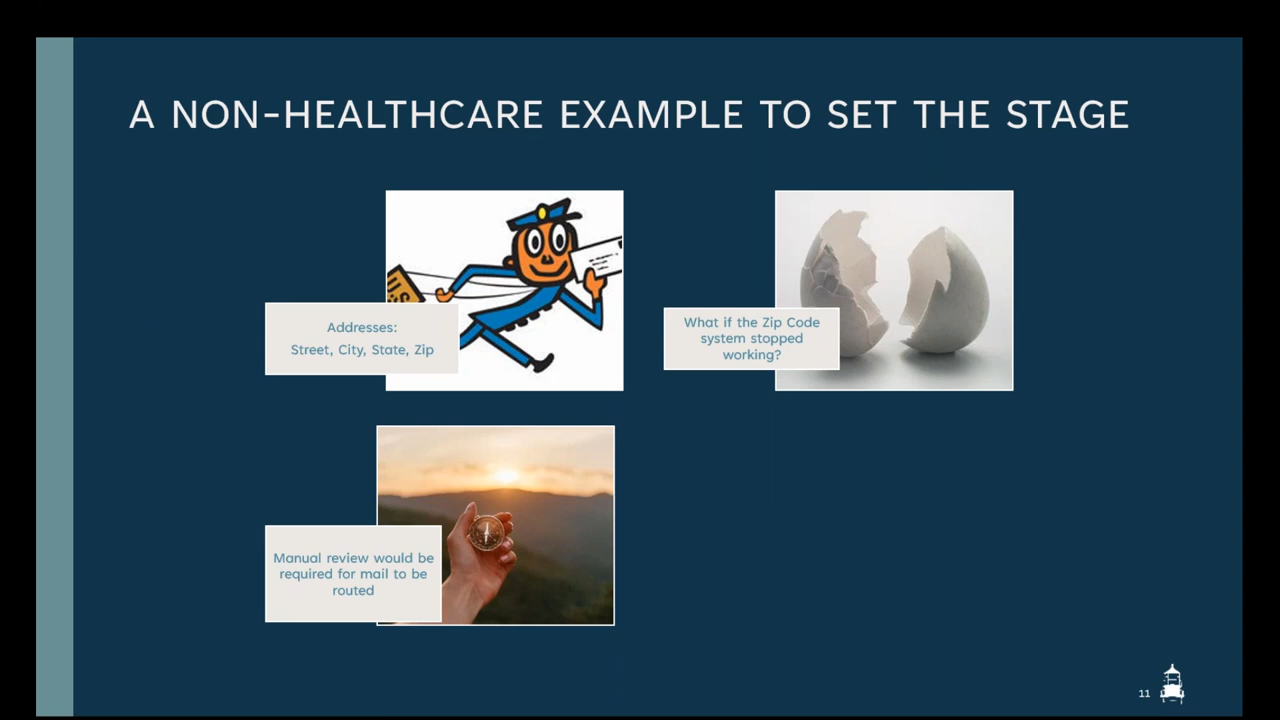 A NON-HEALTHCARE EXAMPLE TO SET THE STAGE
U.S
Addresses:
Street, City, State, Zip
What if the Zip Code
system stopped
working?
Manual review would be
required for mail to be
routed
11